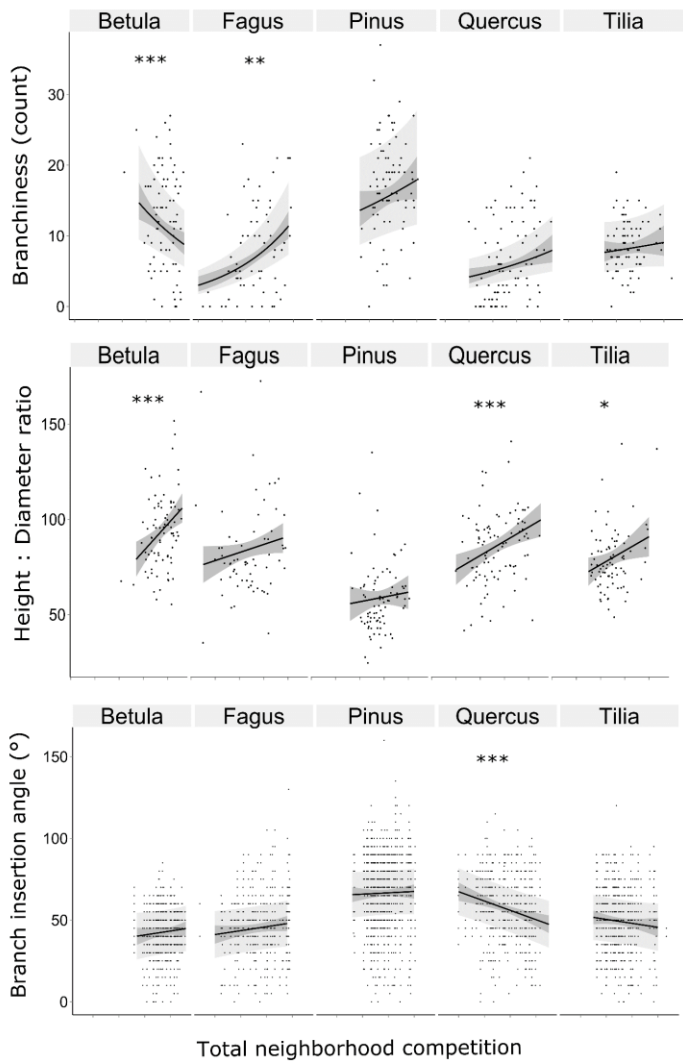 Betula Fagus Pinus Quercus Tilia
*** **
30
20
10
0
Branchiness (count)
Betula Fagus Pinus Quercus Tilia
*** *** *
150
100
50
Height : Diameter ratio
Betula Fagus Pinus Quercus Tilia
***
150
100
50
0
Branch insertion angle (°)
Total neighborhood competition